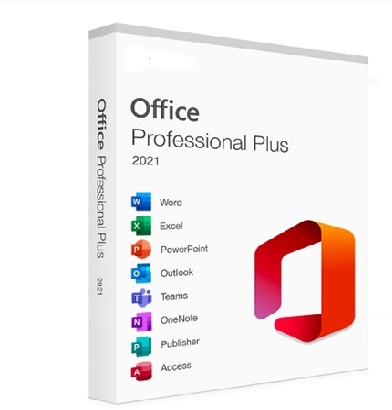 Office
Professional Plus
2021
W Word
X Excel
P PowerPoint
O Outlook
T Teams
N OneNote
P Publisher
A Access
Office Professional Plus 2021